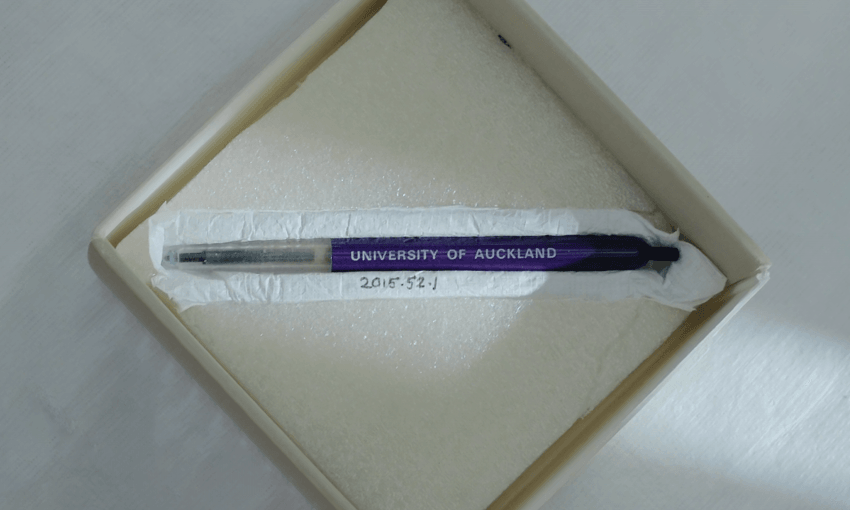 UNIVERSITY OF AUCKLAND
2015.52.1